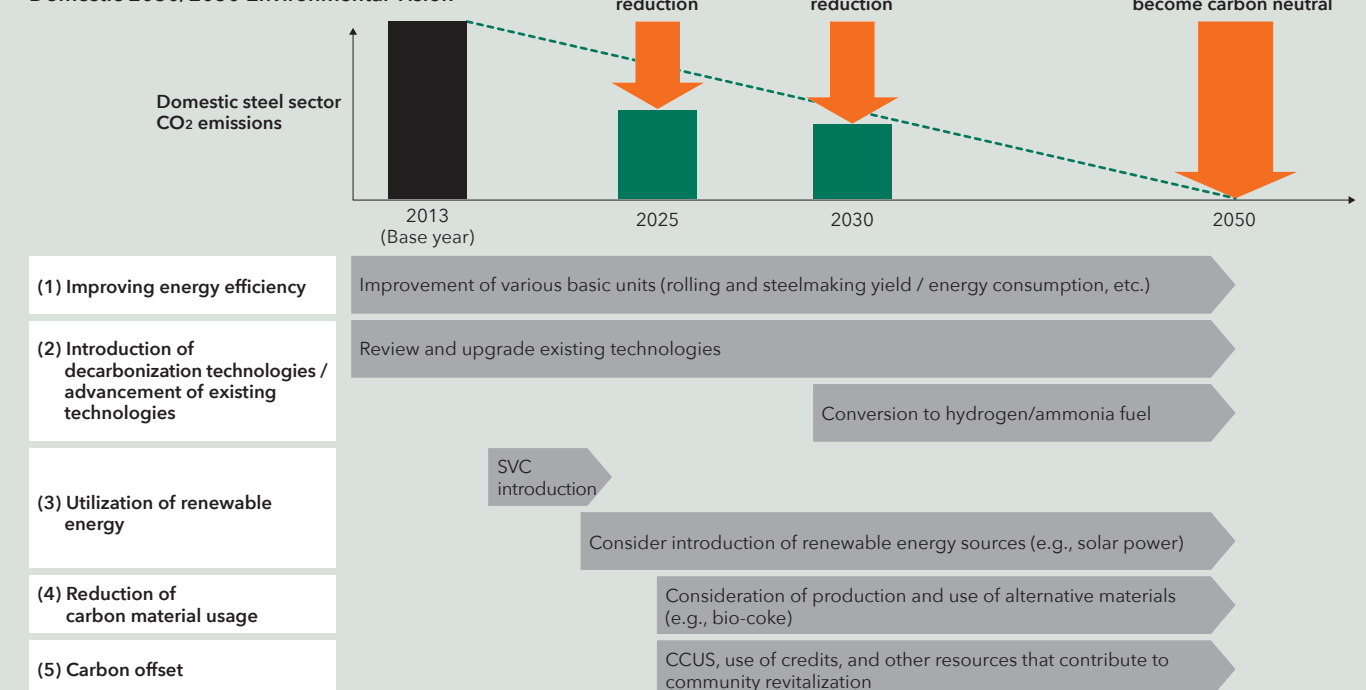 reduction
reduction
become carbon neutral
Domestic steel sector
CO2 emissions
2013
(Base year)
2025
2030
2050
(1) Improving energy efficiency
Improvement of various basic units (rolling and steelmaking yield / energy consumption, etc.)
(2) Introduction of
decarbonization technologies /
advancement of existing
technologies
Review and upgrade existing technologies
Conversion to hydrogen/ammonia fuel
(3) Utilization of renewable
energy
SVC
introduction
Consider introduction of renewable energy sources (e.g., solar power)
(4) Reduction of
carbon material usage
Consideration of production and use of alternative materials
(e.g., bio-coke)
(5) Carbon offset
CCUS, use of credits, and other resources that contribute to
community revitalization